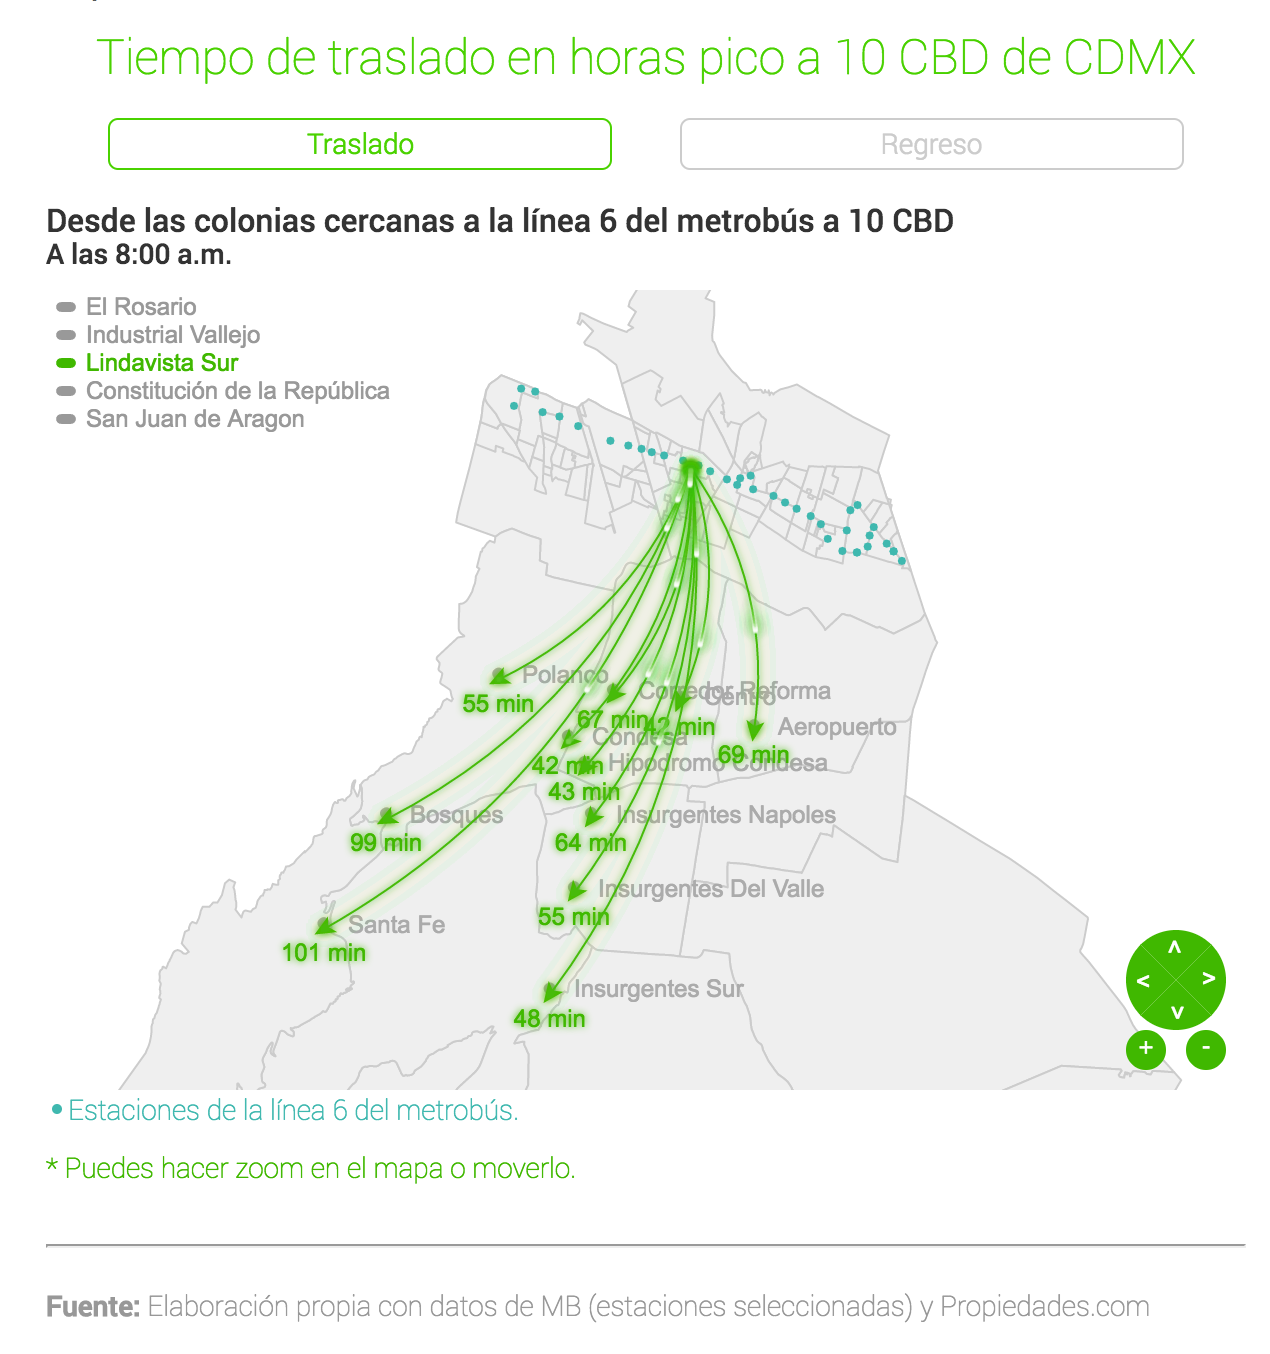 Tiempo de traslado en horas pico a 10 CBD de CDMX
Traslado
Regreso
Desde las colonias cercanas a la línea 6 del metrobús a 10 CBD
A las 8:00 a.m.
El Rosario
Industrial Vallejo
Lindavista Sur
Constitución de la República
San Juan de Aragon
Polanco
55 min
Corredor Reforma
67 min
Centro
42 min
Aeropuerto
69 min
Condesa
42 min
Hipodromo Condesa
43 min
Bosques
99 min
Insurgentes Napoles
64 min
Insurgentes Del Valle
55 min
Santa Fe
101 min
Insurgentes Sur
48 min
^
< >
v
+ -
Estaciones de la línea 6 del metrobús.
* Puedes hacer zoom en el mapa o moverlo.
Fuente: Elaboración propia con datos de MB (estaciones seleccionadas) y Propiedades.com